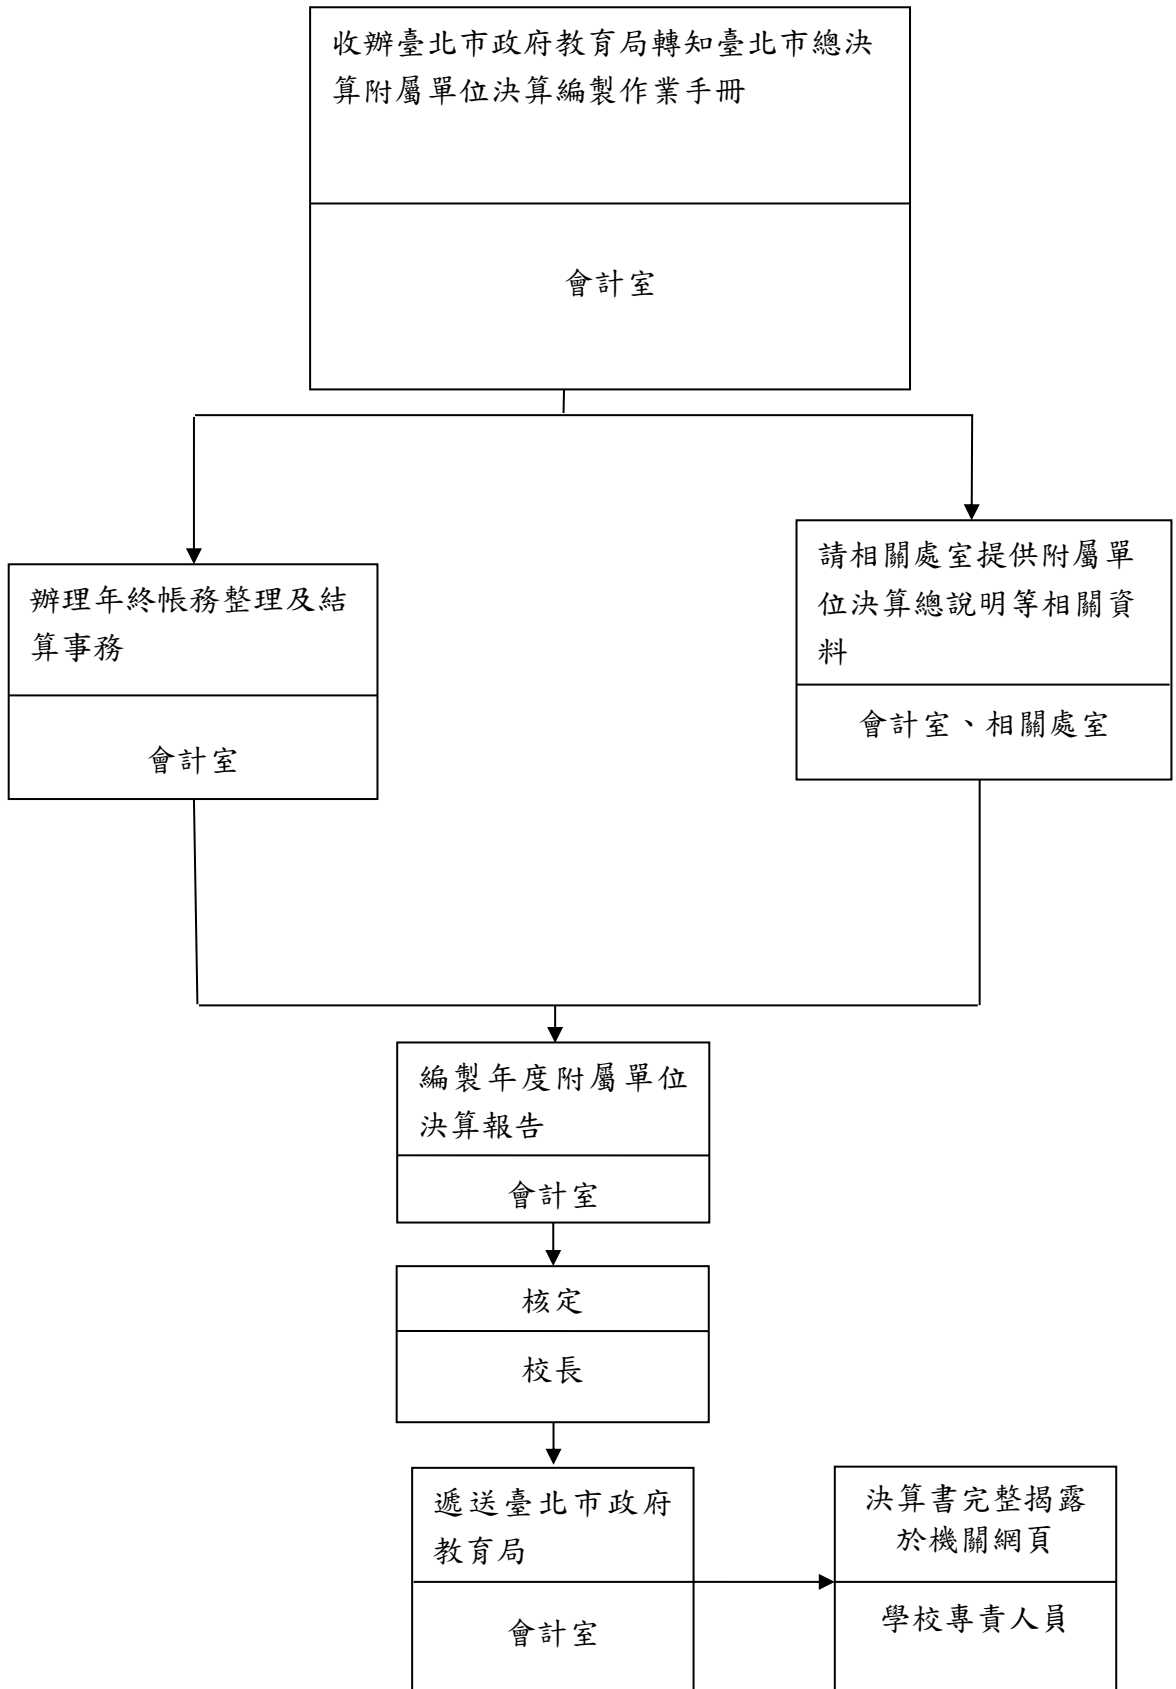 收辦臺北市政府教育局轉知臺北市總決
算附屬單位決算編製作業手冊
會計室
辦理年終帳務整理及結
算事務
會計室
請相關處室提供附屬單
位決算總說明等相關資
料
會計室、相關處室
編製年度附屬單位
決算報告
會計室
核定
校長
遞送臺北市政府
教育局
會計室
決算書完整揭露
於機關網頁
學校專責人員